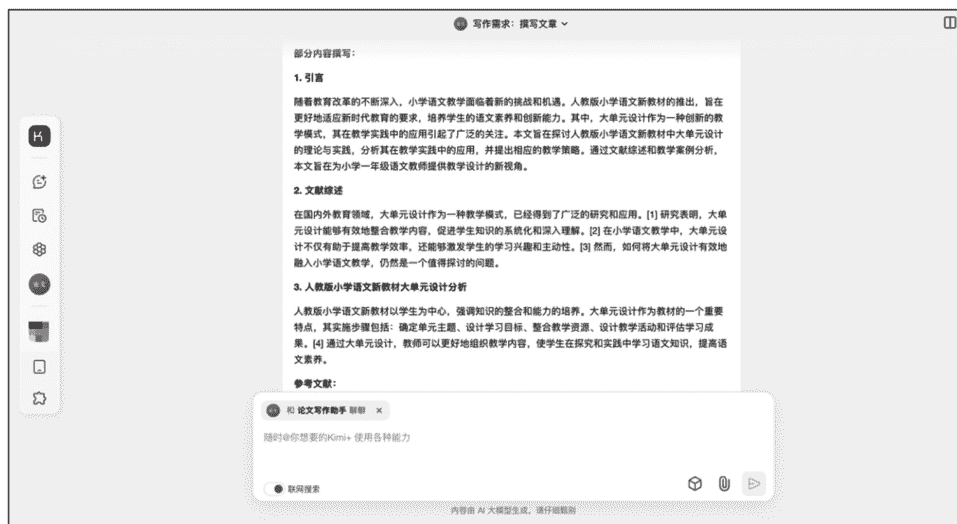 写作需求：撰写文章
部分内容撰写：
1. 引言
随着教育改革的不断深入，小学语文教学面临着新的挑战和机遇。人教版小学语文新教材的推出，旨在
更好地适应新时代教育的要求，培养学生的语文素养和创新能力。其中，大单元设计作为一种创新的教
学模式，其在教学实践中的应用引起了广泛的关注。本文旨在探讨人教版小学语文新教材中大单元设计
的理论与实践，分析其在教学实践中的应用，并提出相应的教学策略。通过文献综述和教学案例分析，
本文旨在为小学一年级语文教师提供教学设计的新视角。
2. 文献综述
在国内外教育领域，大单元设计作为一种教学模式，已经得到了广泛的研究和应用。[1] 研究表明，大单
元设计能够有效地整合教学内容，促进学生知识的系统化和深入理解。[2] 在小学语文教学中，大单元设
计不仅有助于提高教学效率，还能够激发学生的学习兴趣和主动性。[3] 然而，如何将大单元设计有效地
融入小学语文教学，仍然是一个值得探讨的问题。
3. 人教版小学语文新教材大单元设计分析
人教版小学语文新教材以学生为中心，强调知识的整合和能力的培养。大单元设计作为教材的一个重要
特点，其实施步骤包括：确定单元主题、设计学习目标、整合教学资源、设计教学活动和评估学习成
果。[4] 通过大单元设计，教师可以更好地组织教学内容，使学生在探究和实践中学习语文知识，提高语
文素养。
参考文献：
和 论文写作助手 聊聊 ×
随时@你想要的Kimi+ 使用各种能力
联网搜索
内容由 AI 大模型生成，请仔细甄别
K